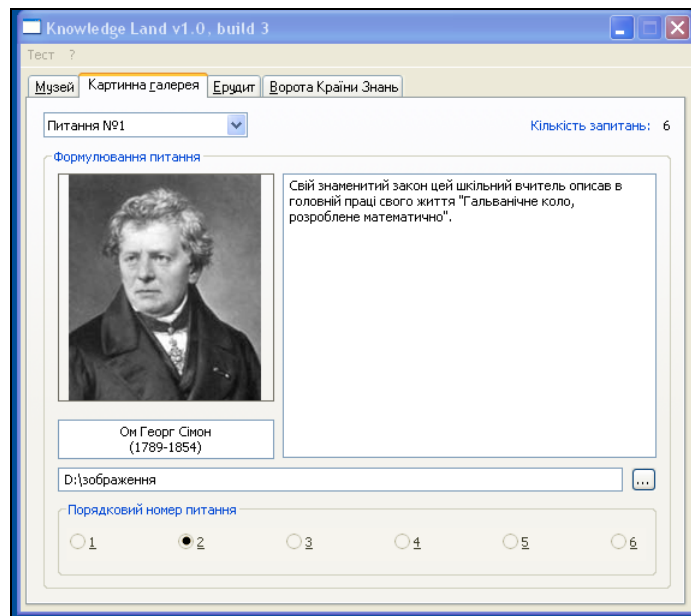 Knowledge Land v1.0, build 3
Тест ?
Музей Картинна галерея Ерудит Ворота Країни Знань
Питання №1 Кількість запитань: 6
Формулювання питання
Свій знаменитий закон цей шкільний вчитель описав в
головній праці свого життя "Гальванічне коло,
розроблене математично".
Ом Георг Сімон
(1789-1854)
D:\зображення ...
Порядковий номер питання
1 2 3 4 5 6